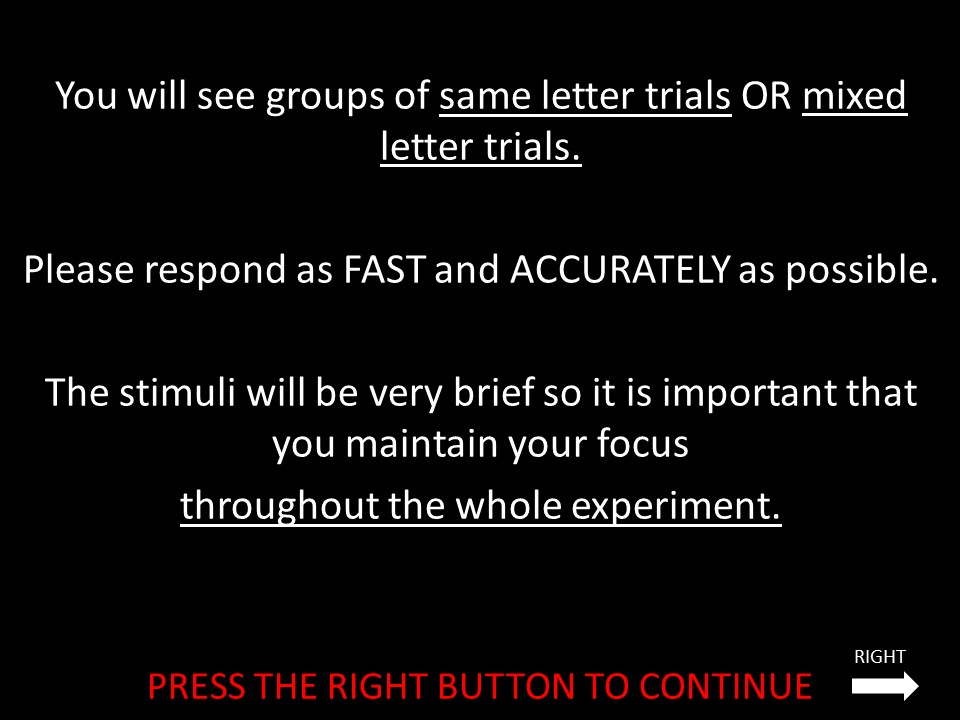 You will see groups of same letter trials OR mixed
letter trials.
Please respond as FAST and ACCURATELY as possible.
The stimuli will be very brief so it is important that
you maintain your focus
throughout the whole experiment.
RIGHT
PRESS THE RIGHT BUTTON TO CONTINUE